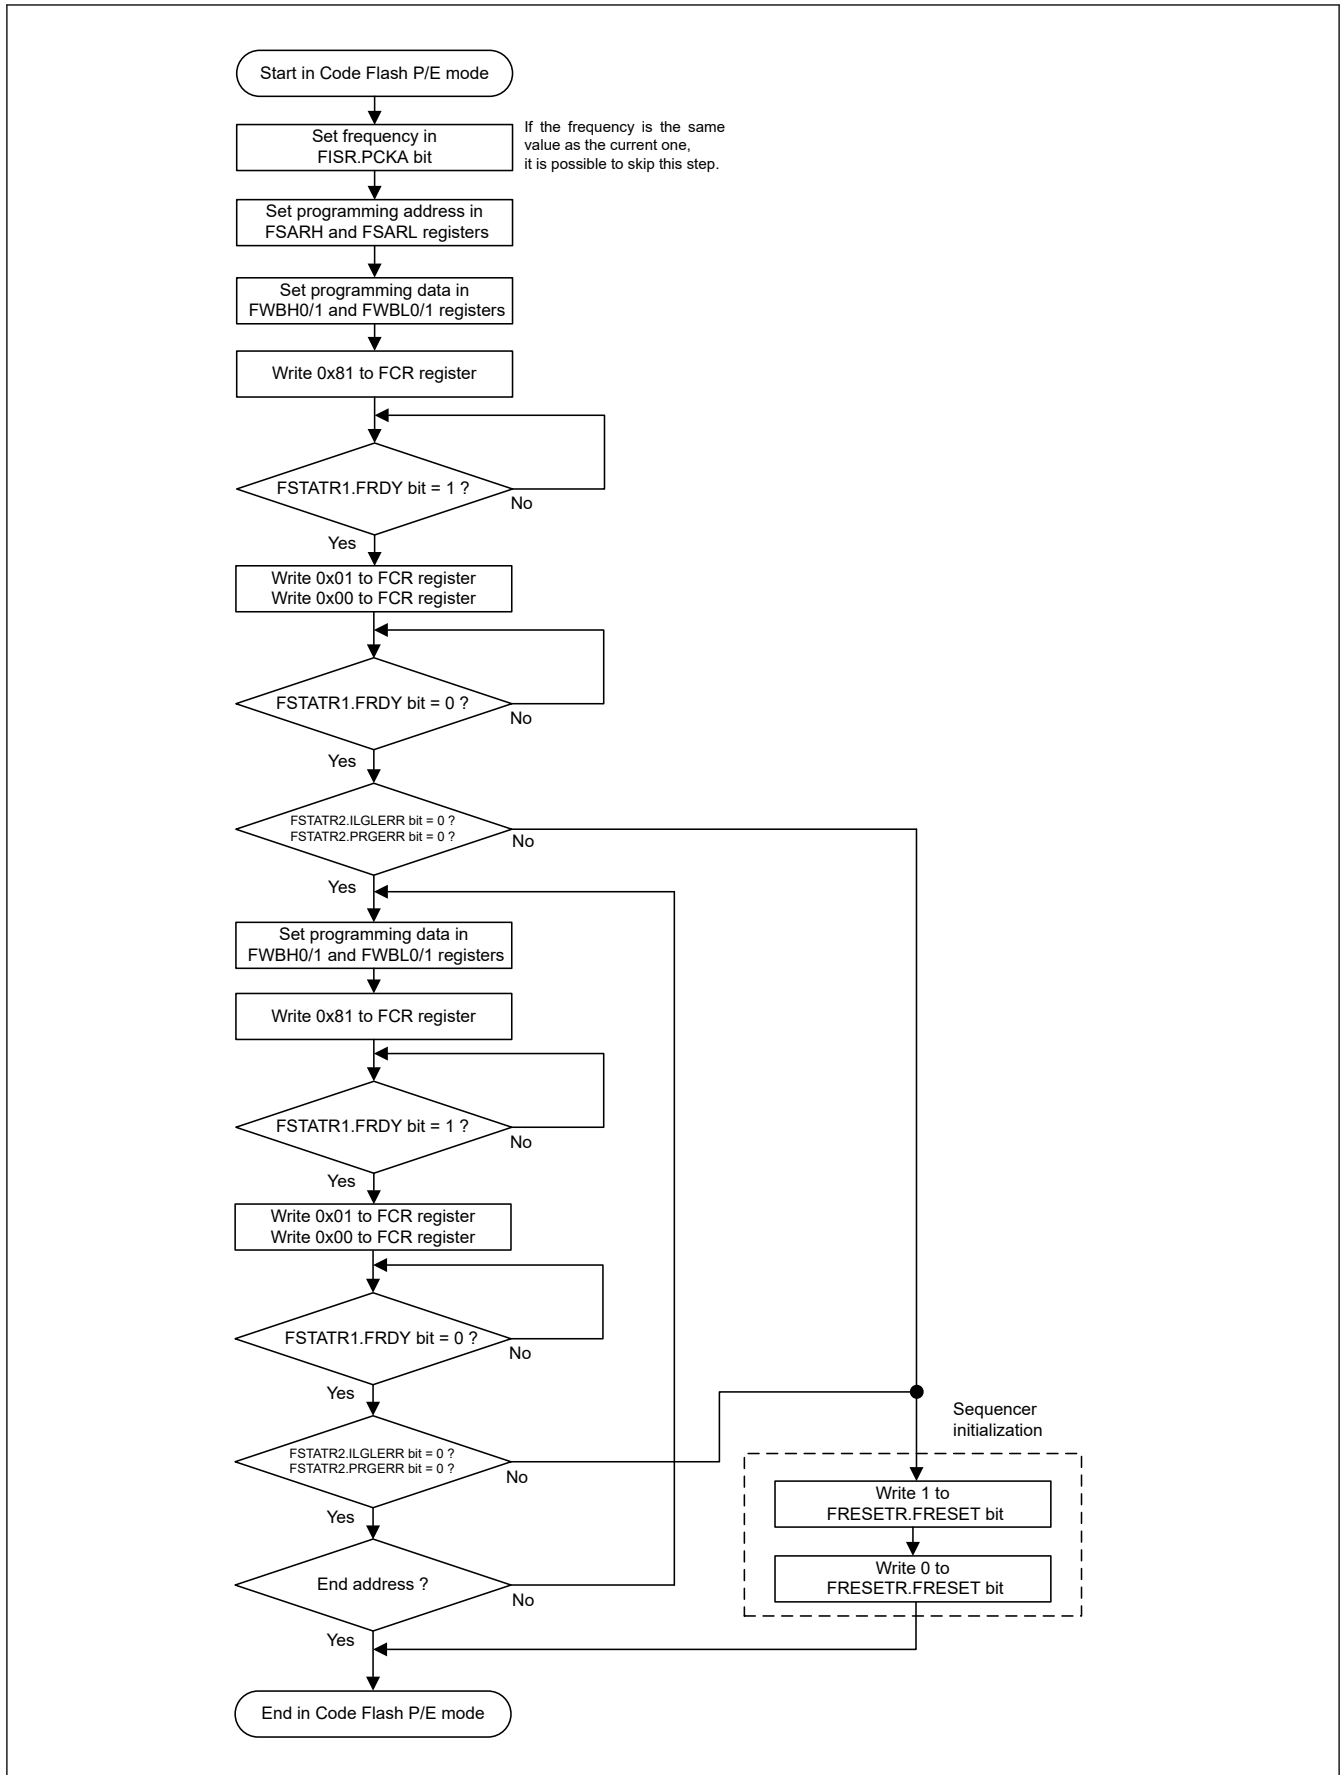 Start in Code Flash P/E mode
Set frequency in
FISR.PCKA bit
If the frequency is the same
value as the current one,
it is possible to skip this step.
Set programming address in
FSARH and FSARL registers
Set programming data in
FWBH0/1 and FWBL0/1 registers
Write 0x81 to FCR register
FSTATR1.FRDY bit = 1 ?
No
Yes
Write 0x01 to FCR register
Write 0x00 to FCR register
FSTATR1.FRDY bit = 0 ?
No
Yes
FSTATR2.ILGLERR bit = 0 ?
FSTATR2.PRGERR bit = 0 ?
No
Yes
Set programming data in
FWBH0/1 and FWBL0/1 registers
Write 0x81 to FCR register
FSTATR1.FRDY bit = 1 ?
No
Yes
Write 0x01 to FCR register
Write 0x00 to FCR register
FSTATR1.FRDY bit = 0 ?
No
Yes
FSTATR2.ILGLERR bit = 0 ?
FSTATR2.PRGERR bit = 0 ?
No
Yes
End address ?
No
Yes
Sequencer
initialization
Write 1 to
FRESETR.FRESET bit
Write 0 to
FRESETR.FRESET bit
End in Code Flash P/E mode